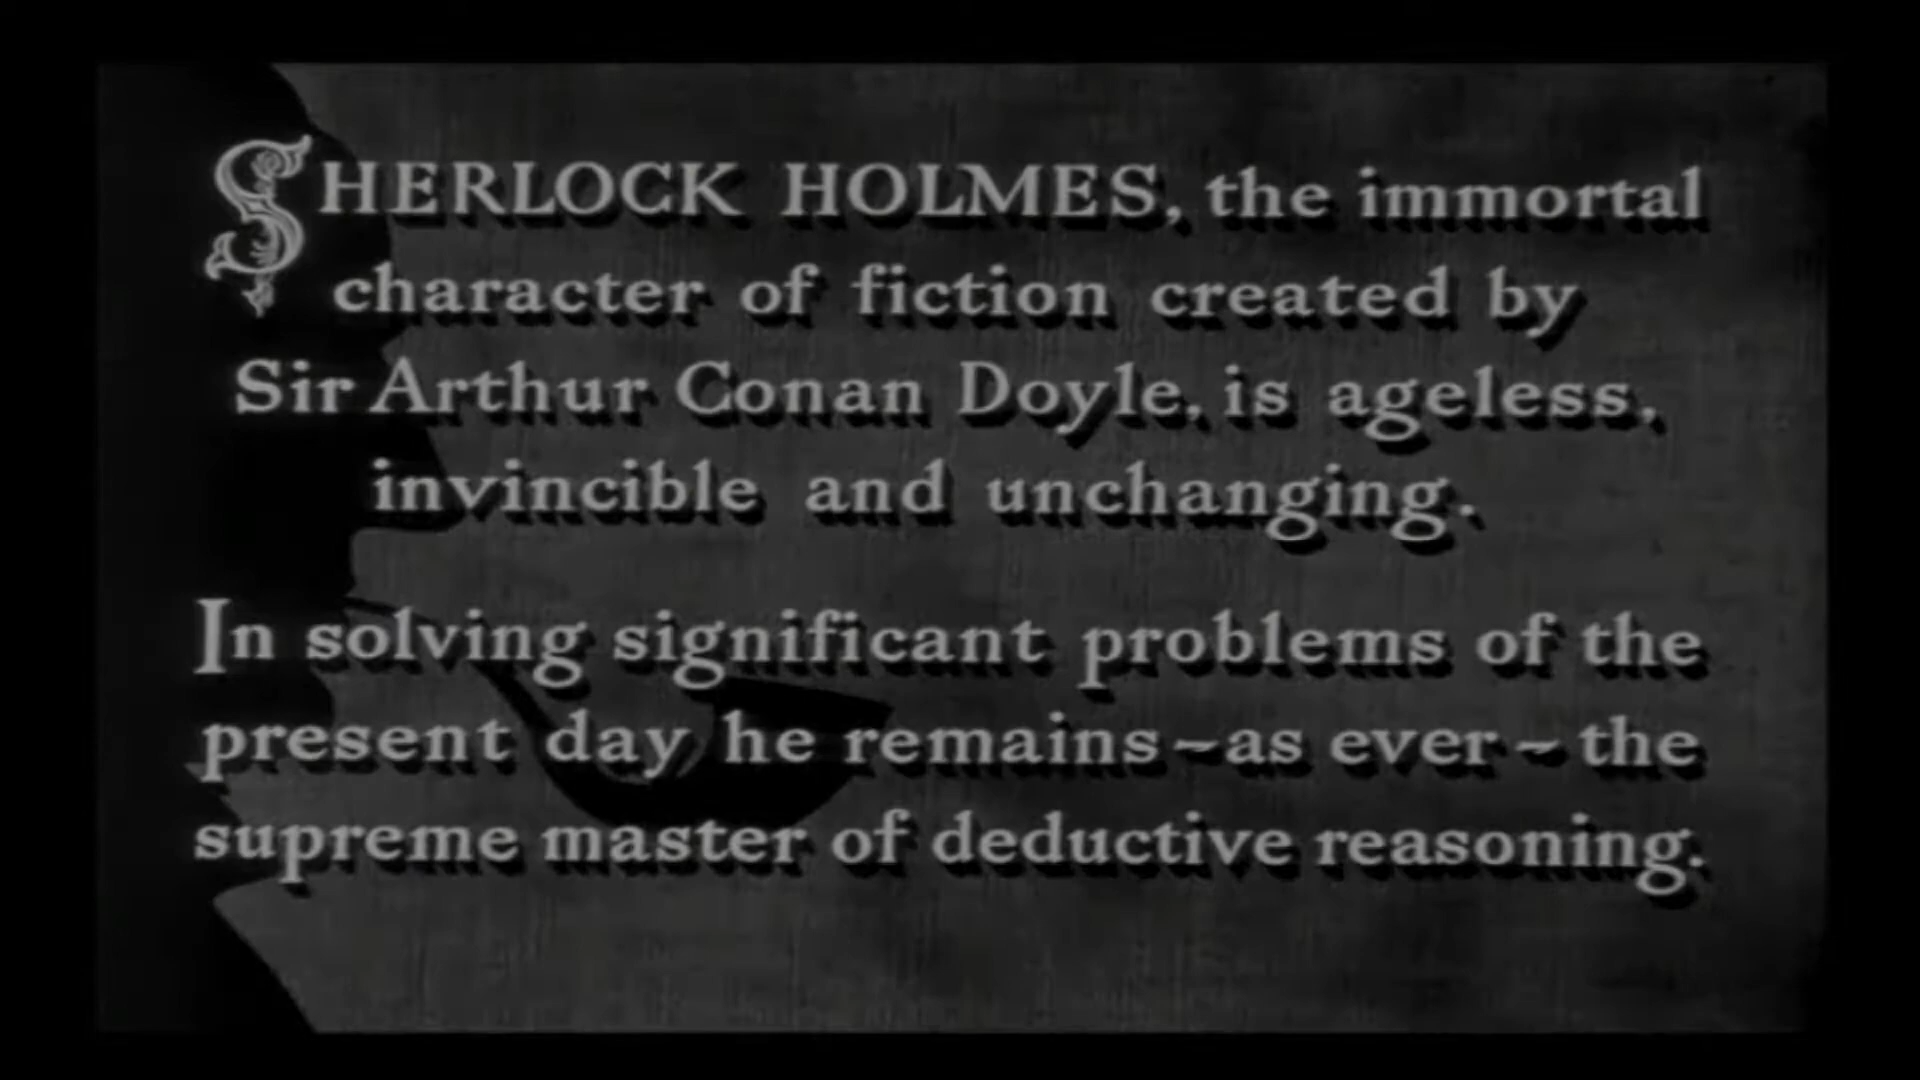 SHERLOCK HOLMES, the immortal
character of fiction created by
Sir Arthur Conan Doyle, is ageless,
invincible and unchanging.
In solving significant problems of the
present day he remains-as ever-the
supreme master of deductive reasoning.